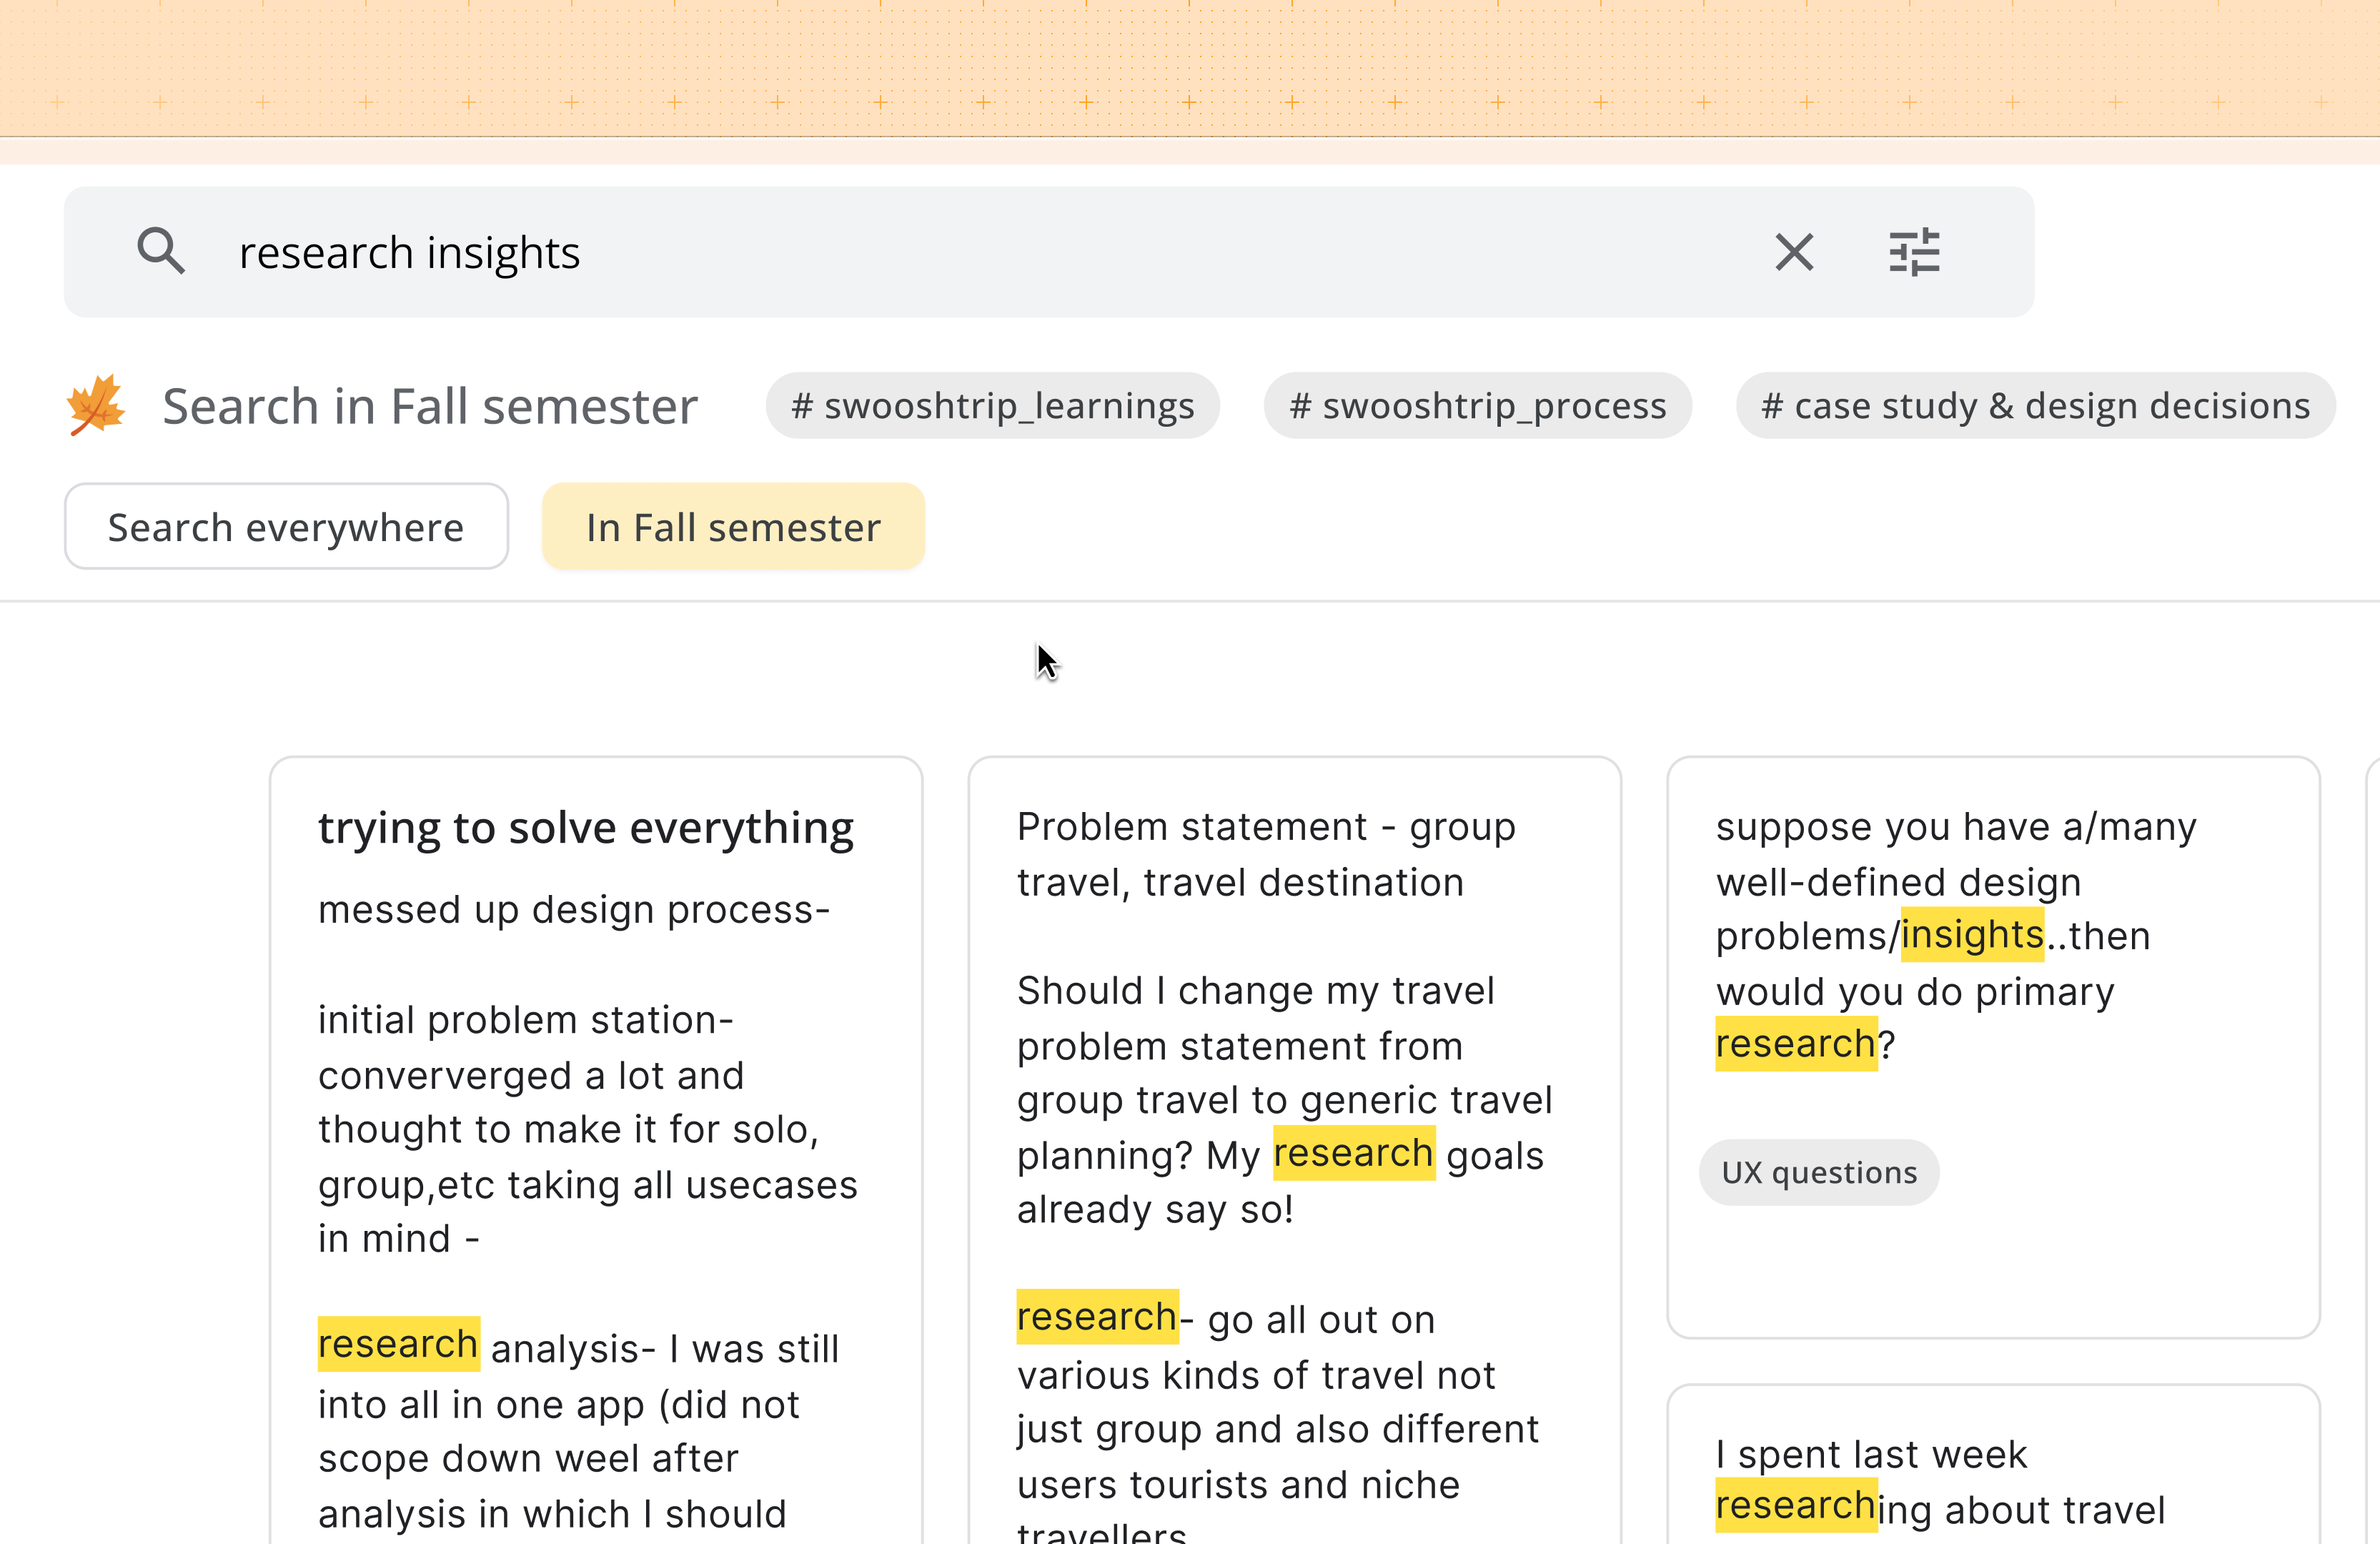 research insights
Search in Fall semester
# swooshtrip_learnings
# swooshtrip_process
# case study & design decisions
Search everywhere
In Fall semester
trying to solve everything
messed up design process-
initial problem station-
conververged a lot and
thought to make it for solo,
group,etc taking all usecases
in mind -
research analysis- I was still
into all in one app (did not
scope down weel after
analysis in which I should
Problem statement - group
travel, travel destination
Should I change my travel
problem statement from
group travel to generic travel
planning? My research goals
already say so!
research- go all out on
various kinds of travel not
just group and also different
users tourists and niche
travellers
suppose you have a/many
well-defined design
problems/insights..then
would you do primary
research?
UX questions
I spent last week
researching about travel